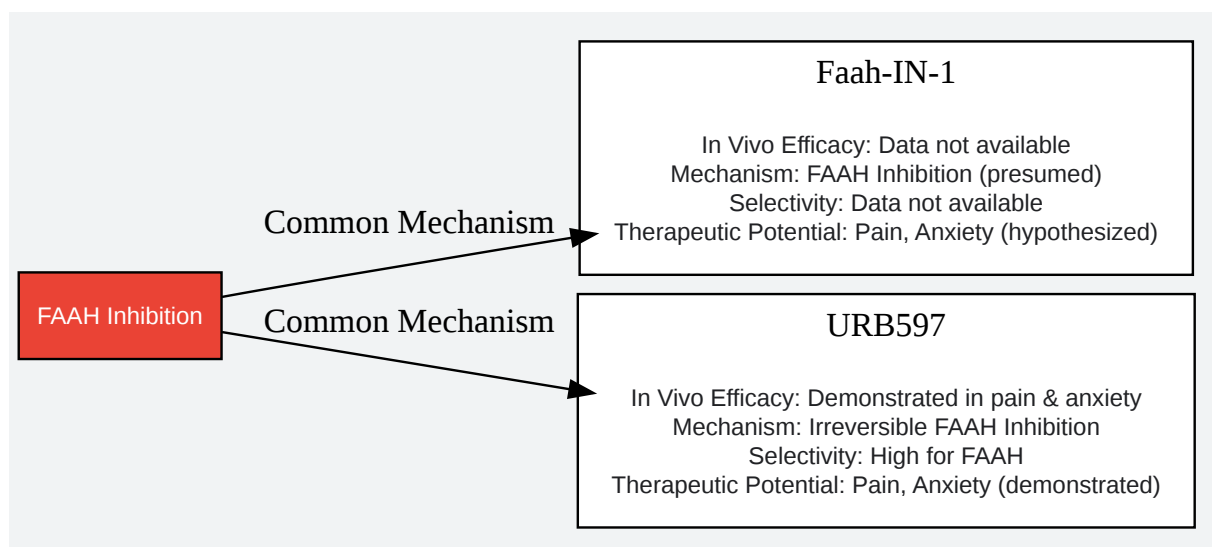 FAAH Inhibition
Common Mechanism
Common Mechanism
Faah-IN-1
In Vivo Efficacy: Data not available
Mechanism: FAAH Inhibition (presumed)
Selectivity: Data not available
Therapeutic Potential: Pain, Anxiety (hypothesized)
URB597
In Vivo Efficacy: Demonstrated in pain & anxiety
Mechanism: Irreversible FAAH Inhibition
Selectivity: High for FAAH
Therapeutic Potential: Pain, Anxiety (demonstrated)